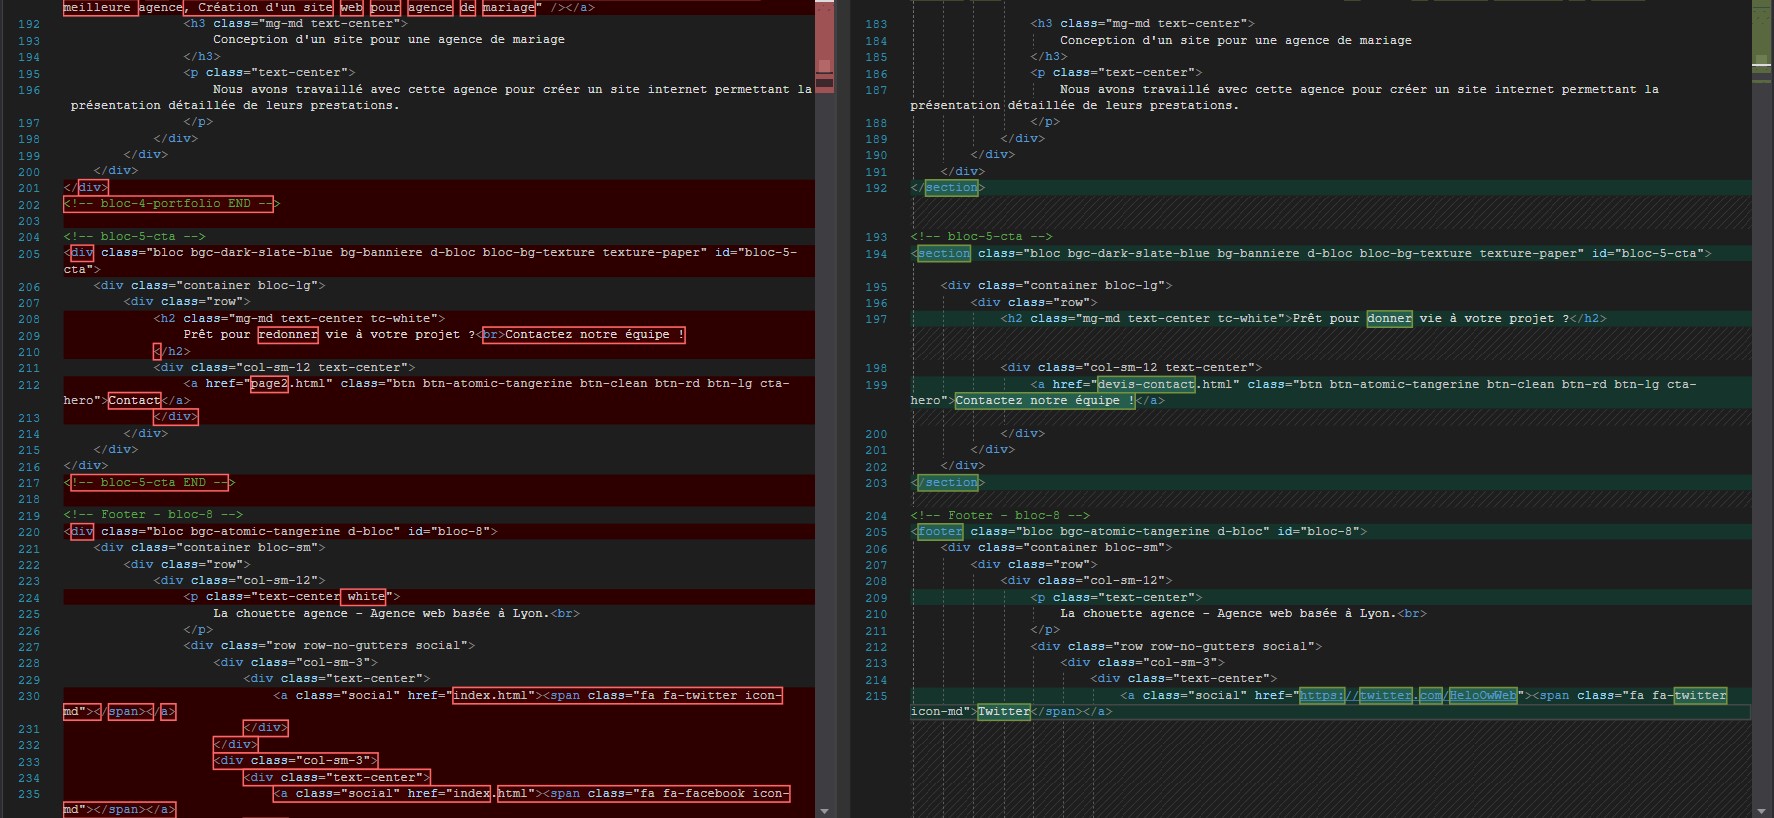 meilleure agence, Création d'un site web pour agence de mariage" /></a>
192 <h3 class="mg-md text-center">
193 Conception d'un site pour une agence de mariage
194 </h3>
195 <p class="text-center">
196 Nous avons travaillé avec cette agence pour créer un site internet permettant la
présentation détaillée de leurs prestations.
197 </p>
198 </div>
199 </div>
200 </div>
201 </div>
202 <!-- bloc-4-portfolio END -->
203
204 <!-- bloc-5-cta -->
205 <div class="bloc bgc-dark-slate-blue bg-banniere d-bloc bloc-bg-texture texture-paper" id="bloc-5-
cta">
206 <div class="container bloc-lg">
207 <div class="row">
208 <h2 class="mg-md text-center tc-white">
209 Prêt pour redonner vie à votre projet ?<br>Contactez notre équipe !
210 </h2>
211 <div class="col-sm-12 text-center">
212 <a href="page2.html" class="btn btn-atomic-tangerine btn-clean btn-rd btn-lg cta-
hero">Contact</a>
213 </div>
214 </div>
215 </div>
216 </div>
217 <!-- bloc-5-cta END -->
218
219 <!-- Footer - bloc-8 -->
220 <div class="bloc bgc-atomic-tangerine d-bloc" id="bloc-8">
221 <div class="container bloc-sm">
222 <div class="row">
223 <div class="col-sm-12">
224 <p class="text-center white">
225 La chouette agence - Agence web basée à Lyon.<br>
226 </p>
227 <div class="row row-no-gutters social">
228 <div class="col-sm-3">
229 <div class="text-center">
230 <a class="social" href="index.html"><span class="fa fa-twitter icon-
md"></span></a>
231 </div>
232 </div>
233 <div class="col-sm-3">
234 <div class="text-center">
235 <a class="social" href="index.html"><span class="fa fa-facebook icon-
md"></span></a>
183 <h3 class="mg-md text-center">
184 Conception d'un site pour une agence de mariage
185 </h3>
186 <p class="text-center">
187 Nous avons travaillé avec cette agence pour créer un site internet permettant la
présentation détaillée de leurs prestations.
188 </p>
189 </div>
190 </div>
191 </div>
192 </section>
193 <!-- bloc-5-cta -->
194 <section class="bloc bgc-dark-slate-blue bg-banniere d-bloc bloc-bg-texture texture-paper" id="bloc-5-cta">
195 <div class="container bloc-lg">
196 <div class="row">
197 <h2 class="mg-md text-center tc-white">Prêt pour donner vie à votre projet ?</h2>
198 <div class="col-sm-12 text-center">
199 <a href="devis-contact.html" class="btn btn-atomic-tangerine btn-clean btn-rd btn-lg cta-
hero">Contactez notre équipe !</a>
200 </div>
201 </div>
202 </div>
203 </section>
204 <!-- Footer - bloc-8 -->
205 <footer class="bloc bgc-atomic-tangerine d-bloc" id="bloc-8">
206 <div class="container bloc-sm">
207 <div class="row">
208 <div class="col-sm-12">
209 <p class="text-center">
210 La chouette agence - Agence web basée à Lyon.<br>
211 </p>
212 <div class="row row-no-gutters social">
213 <div class="col-sm-3">
214 <div class="text-center">
215 <a class="social" href="https://twitter.com/HeloOwWeb"><span class="fa fa-twitter
icon-md">Twitter</span></a>